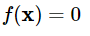 f(𝐱) = 0